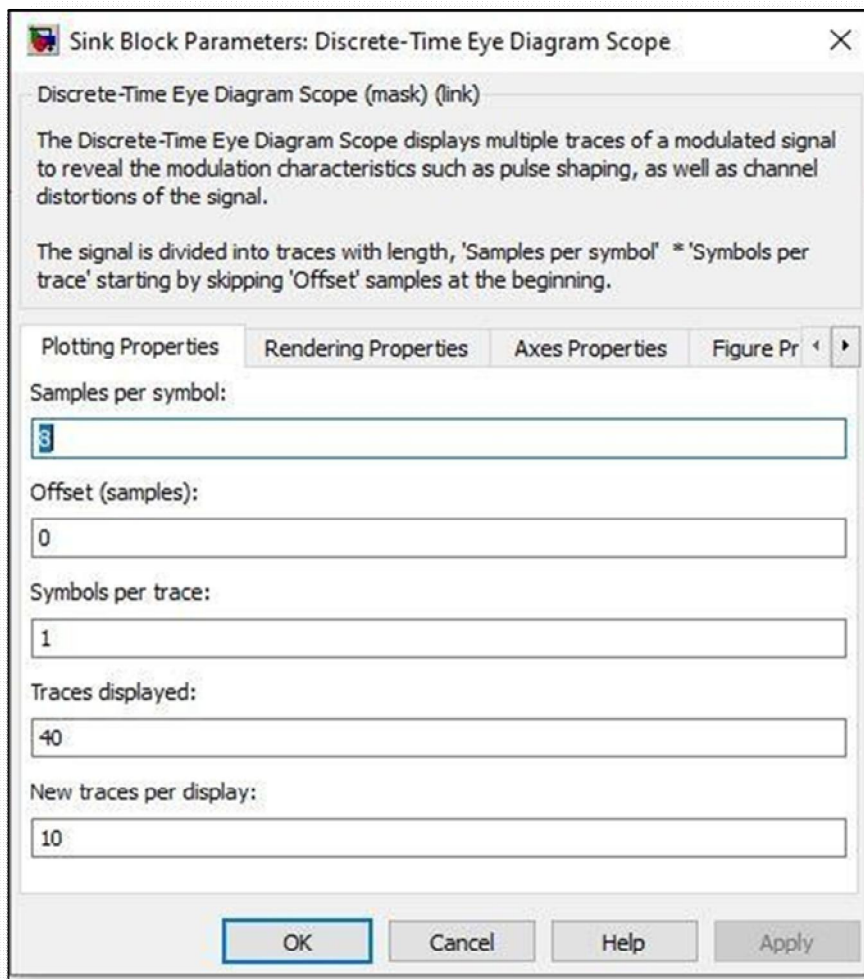 Sink Block Parameters: Discrete-Time Eye Diagram Scope
Discrete-Time Eye Diagram Scope (mask) (link)
The Discrete-Time Eye Diagram Scope displays multiple traces of a modulated signal
to reveal the modulation characteristics such as pulse shaping, as well as channel
distortions of the signal.
The signal is divided into traces with length, 'Samples per symbol' * 'Symbols per
trace' starting by skipping 'Offset' samples at the beginning.
Plotting Properties Rendering Properties Axes Properties Figure Pr
Samples per symbol:
8
Offset (samples):
0
Symbols per trace:
1
Traces displayed:
40
New traces per display:
10
OK Cancel Help Apply